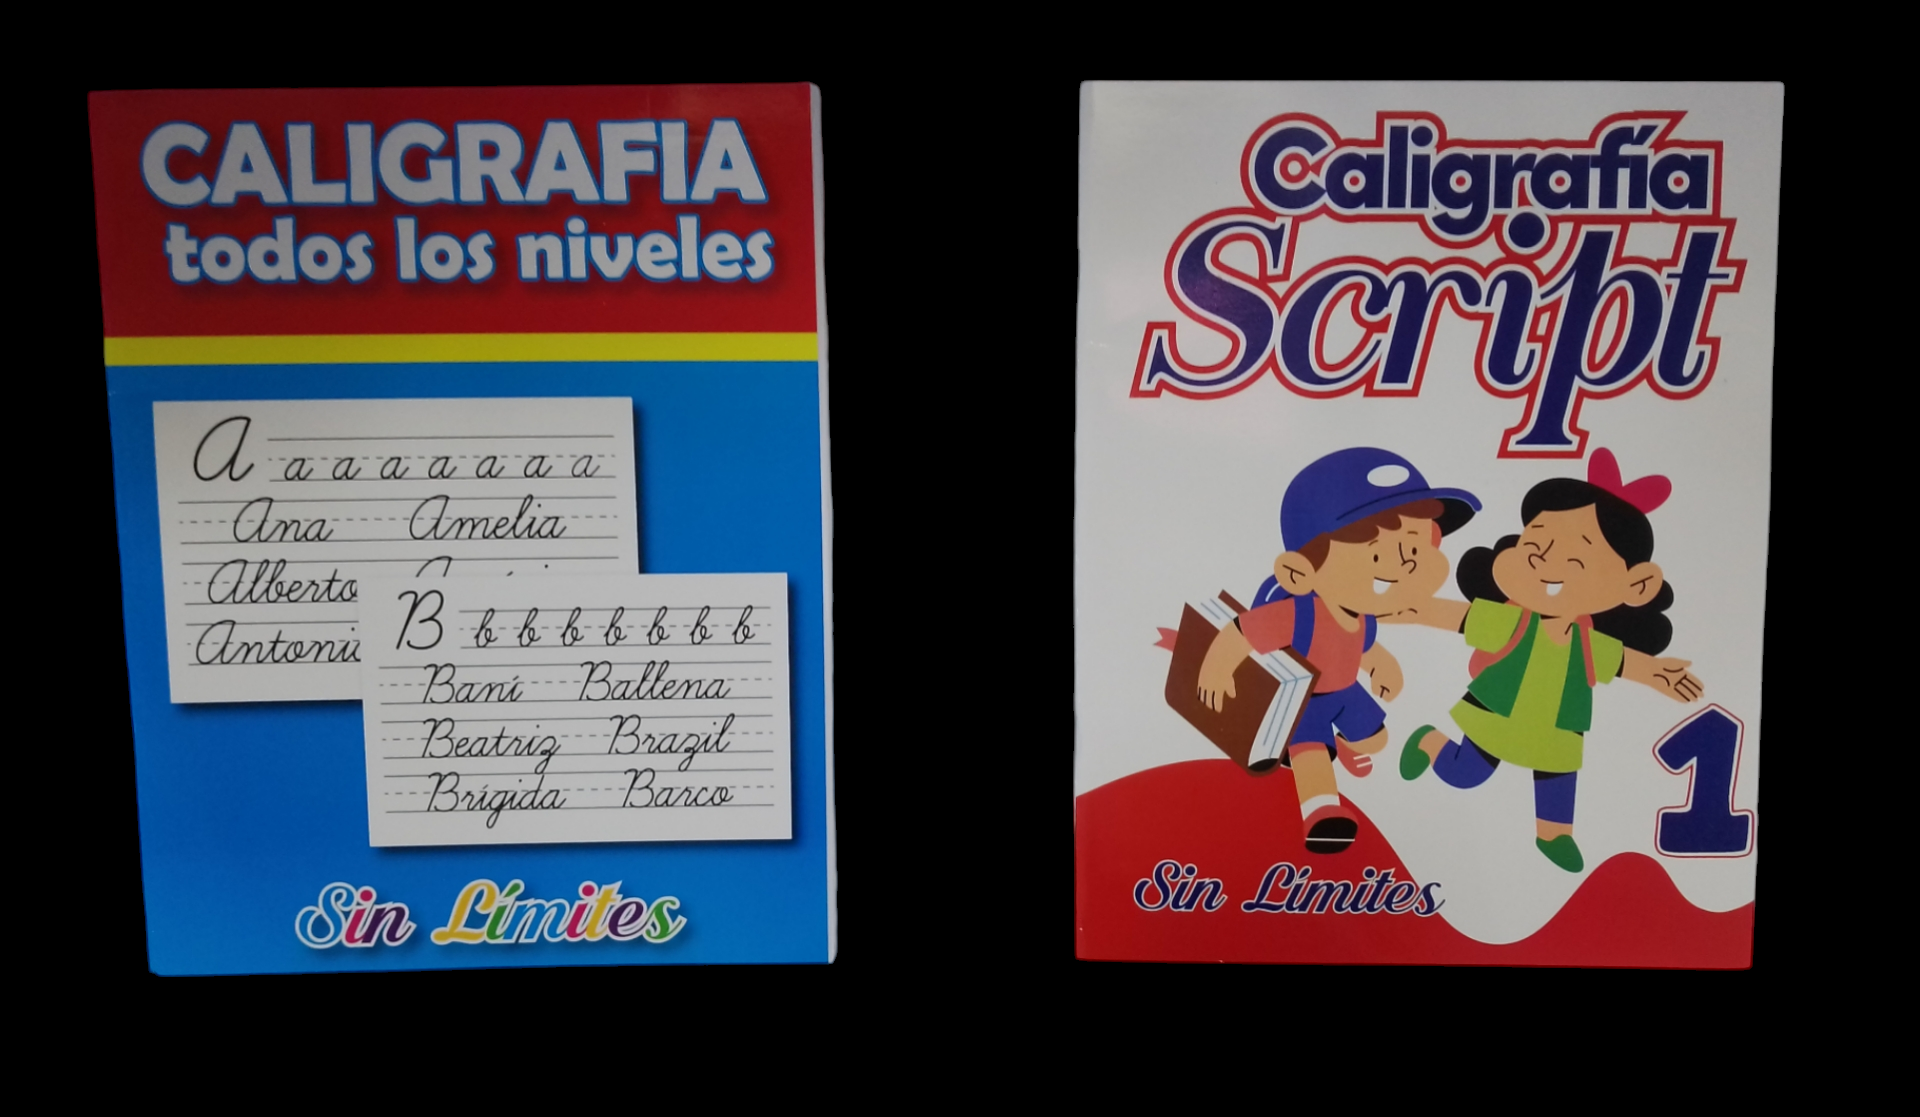 CALIGRAFIA
todos los niveles
A a a a a a a a
Ana Amelia
Alberto
B b b b b b b b
Baní Ballena
Beatriz Brazil
Brígida Barco
Sin Límites
Caligrafía
Script
1
Sin Límites